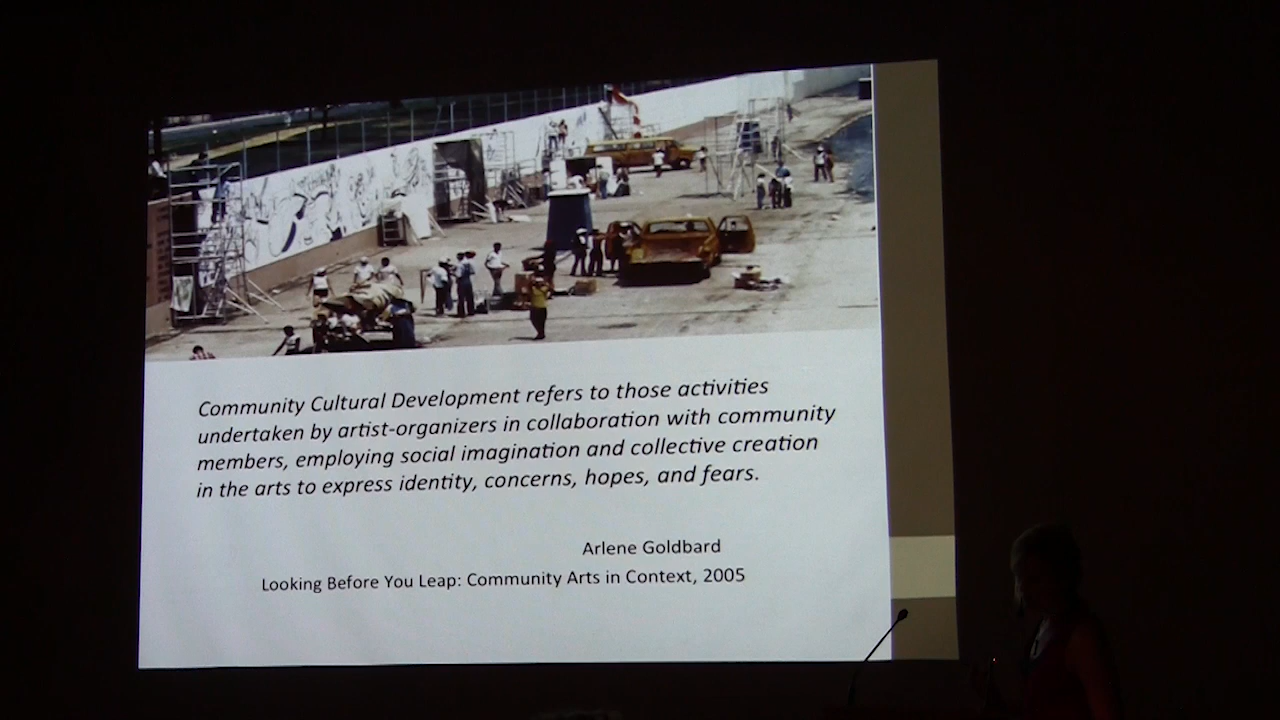 Community Cultural Development refers to those activities
undertaken by artist-organizers in collaboration with community
members, employing social imagination and collective creation
in the arts to express identity, concerns, hopes, and fears.
Arlene Goldbard
Looking Before You Leap: Community Arts in Context, 2005